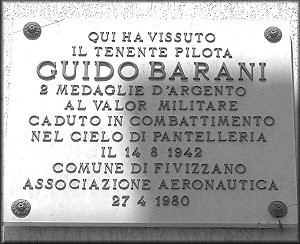 QUI HA VISSUTO
IL TENENTE PILOTA
GUIDO BARANI
2 MEDAGLIE D'ARGENTO
AL VALOR MILITARE
CADUTO IN COMBATTIMENTO
NEL CIELO DI PANTELLERIA
IL 14 8 1942
COMUNE DI FIVIZZANO
ASSOCIAZIONE AERONAUTICA
27 4 1980